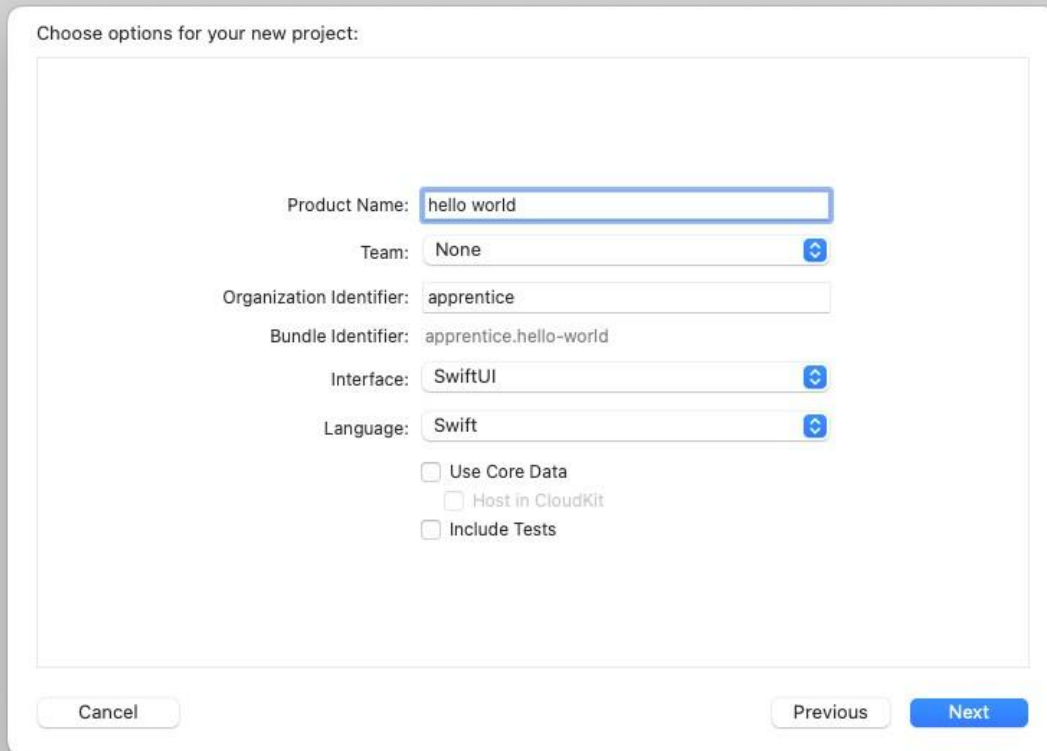 Choose options for your new project:
Product Name: hello world
Team: None
Organization Identifier: apprentice
Bundle Identifier: apprentice.hello-world
Interface: SwiftUI
Language: Swift
Use Core Data
Host in CloudKit
Include Tests
Cancel Previous Next